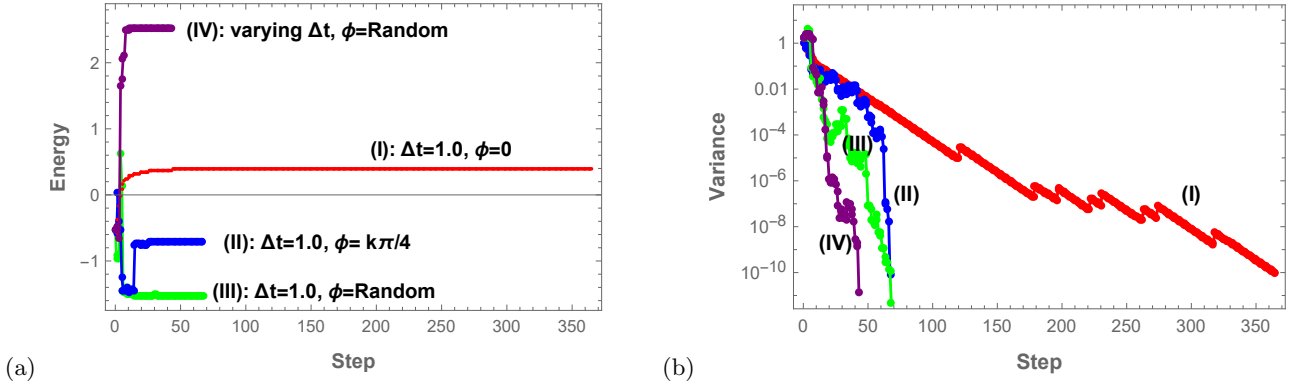 (IV): varying Δt, ϕ=Random
(I): Δt=1.0, ϕ=0
(II): Δt=1.0, ϕ= kπ/4
(III): Δt=1.0, ϕ=Random
Energy
2
1
0
−1
0 50 100 150 200 250 300 350
Step
(a)
Variance
1
0.01
10⁻⁴
10⁻⁶
10⁻⁸
10⁻¹⁰
(III)
(II)
(I)
(IV)
0 50 100 150 200 250 300 350
Step
(b)